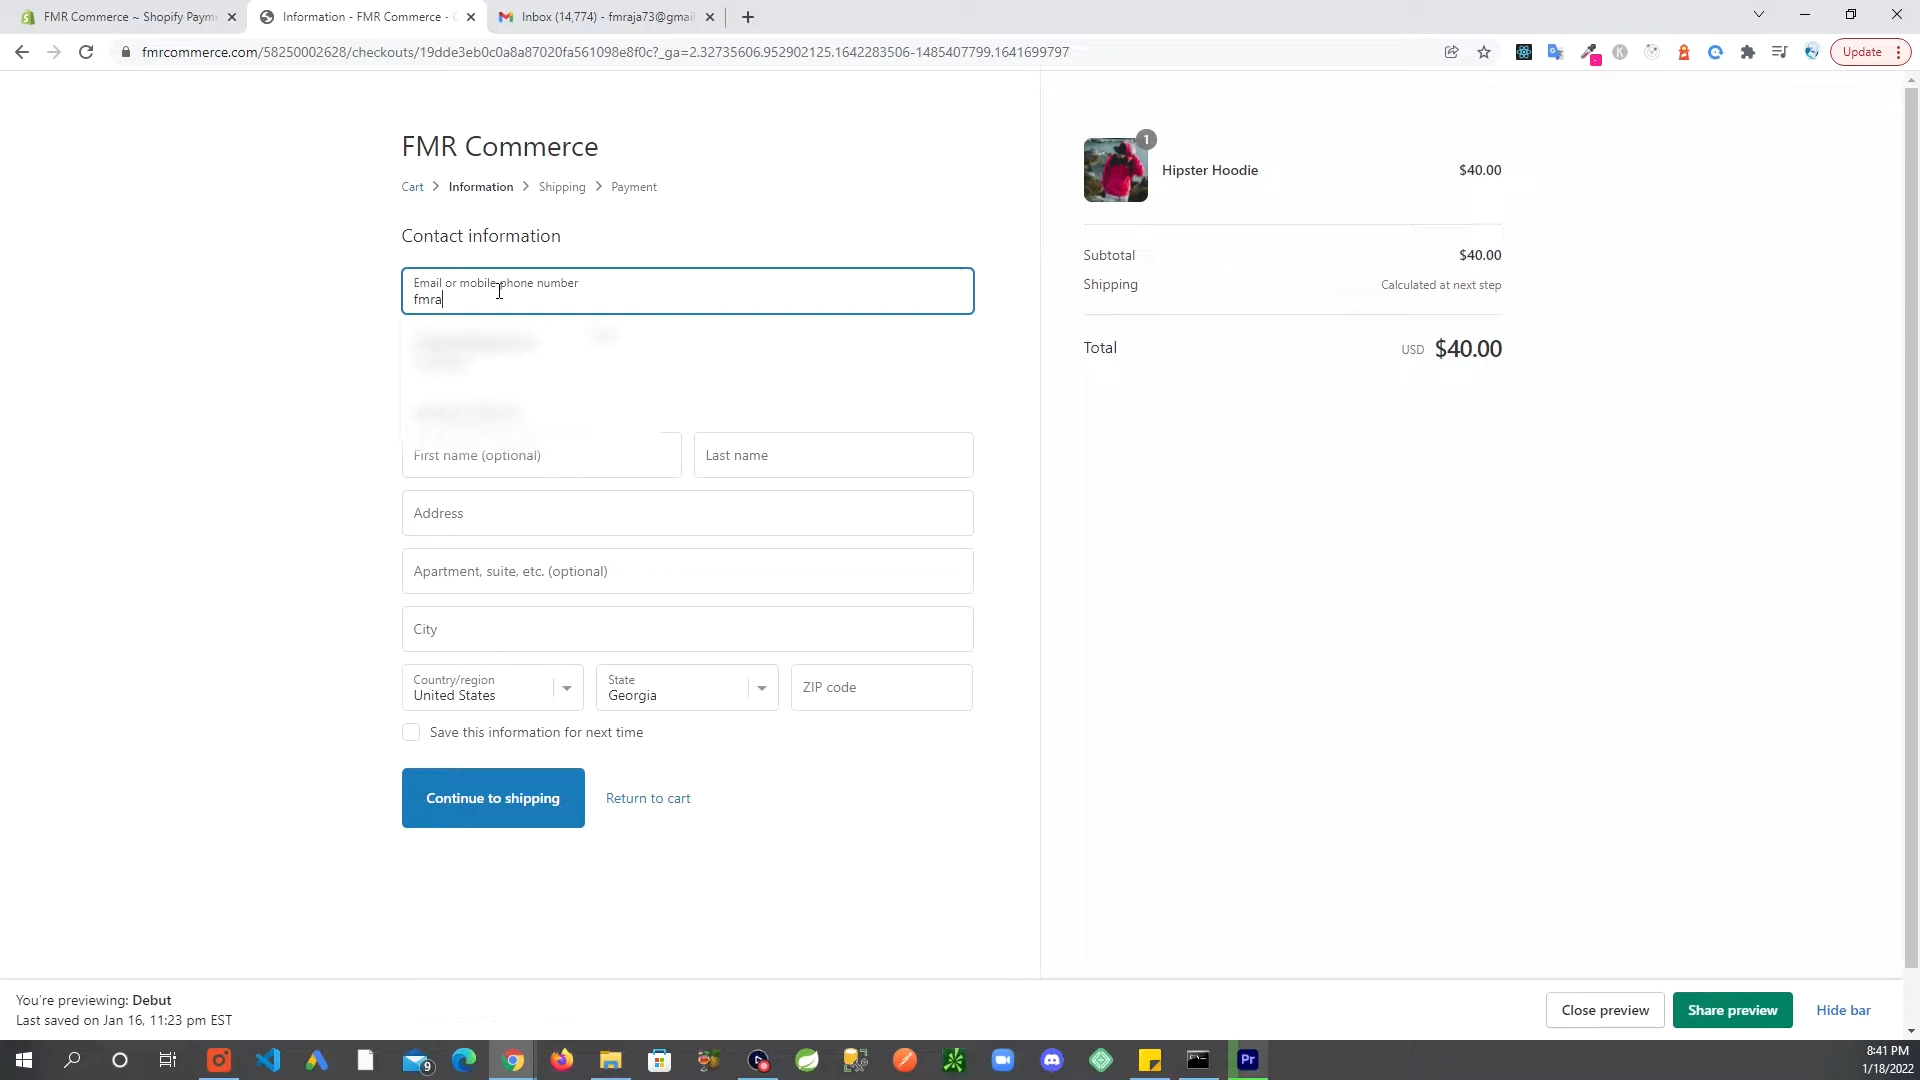 FMR Commerce ~ Shopify Payme
Information - FMR Commerce - C
Inbox (14,774) - fmraja73@gmail
fmrcommerce.com/58250002628/checkouts/19dde3eb0c0a8a87020fa561098e8f0c?_ga=2.32735606.952902125.1642283506-1485407799.1641699797
Update
FMR Commerce
Cart > Information > Shipping > Payment
Contact information
Email or mobile phone number
fmra
First name (optional)
Last name
Address
Apartment, suite, etc. (optional)
City
Country/region
United States
State
Georgia
ZIP code
Save this information for next time
Continue to shipping
Return to cart
1
Hipster Hoodie
$40.00
Subtotal
$40.00
Shipping
Calculated at next step
Total
USD $40.00
You're previewing: Debut
Last saved on Jan 16, 11:23 pm EST
Close preview
Share preview
Hide bar
9
Pr
8:41 PM
1/18/2022